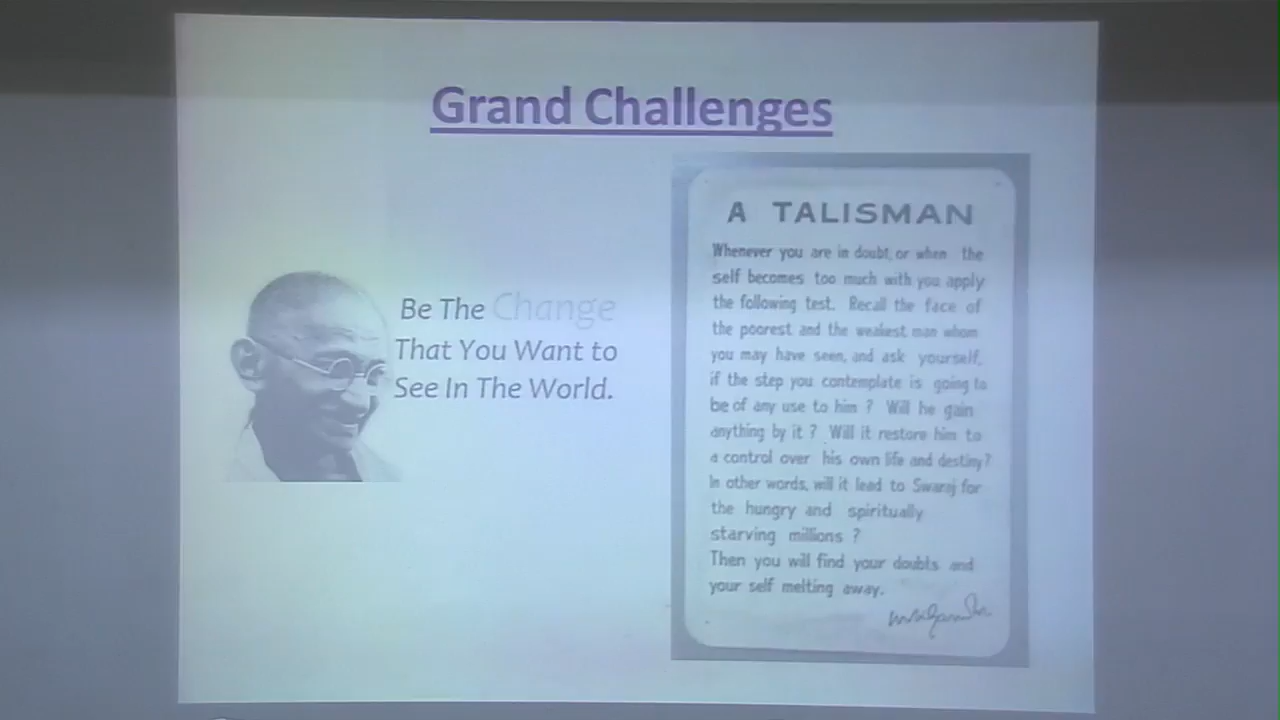 Grand Challenges
Be The Change
That You Want to
See In The World.
A TALISMAN
Whenever you are in doubt, or when the
self becomes too much with you apply
the following test. Recall the face of
the poorest and the weakest man whom
you may have seen, and ask yourself,
if the step you contemplate is going to
be of any use to him ? Will he gain
anything by it ? Will it restore him to
a control over his own life and destiny?
In other words, will it lead to Swaraj for
the hungry and spiritually
starving millions ?
Then you will find your doubts and
your self melting away.